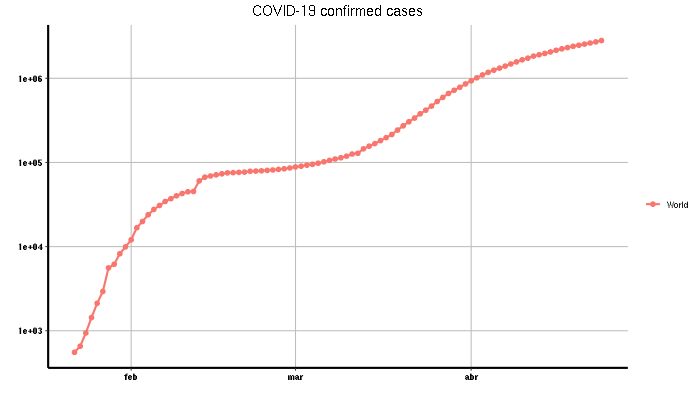 COVID-19 confirmed cases
1e+06
1e+05
1e+04
1e+03
feb mar abr
World